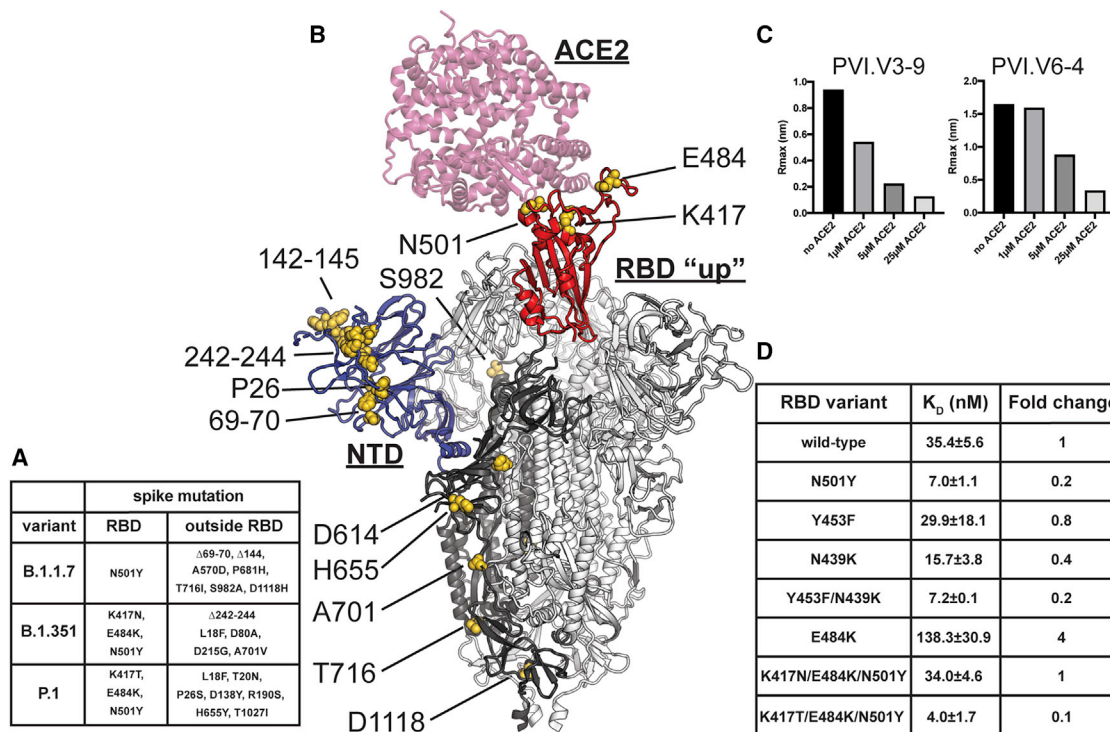 B
ACE2
E484
K417
N501
142-145
S982
RBD “up”
242-244
P26
69-70
NTD
D614
H655
A701
T716
D1118
A
spike mutation
variant RBD outside RBD
B.1.1.7 N501Y Δ69-70, Δ144,
A570D, P681H,
T716I, S982A, D1118H
B.1.351 K417N,
E484K,
N501Y
Δ242-244
L18F, D80A,
D215G, A701V
P.1 K417T,
E484K,
N501Y
L18F, T20N,
P26S, D138Y, R190S,
H655Y, T1027I
C
PVI.V3-9
Rmax (nm)
1.0
0.8
0.6
0.4
0.2
0.0
no ACE2
1µM ACE2
5µM ACE2
25µM ACE2
PVI.V6-4
Rmax (nm)
2.0
1.5
1.0
0.5
0.0
no ACE2
1µM ACE2
5µM ACE2
25µM ACE2
D
RBD variant K_D (nM) Fold change
wild-type 35.4±5.6 1
N501Y 7.0±1.1 0.2
Y453F 29.9±18.1 0.8
N439K 15.7±3.8 0.4
Y453F/N439K 7.2±0.1 0.2
E484K 138.3±30.9 4
K417N/E484K/N501Y 34.0±4.6 1
K417T/E484K/N501Y 4.0±1.7 0.1